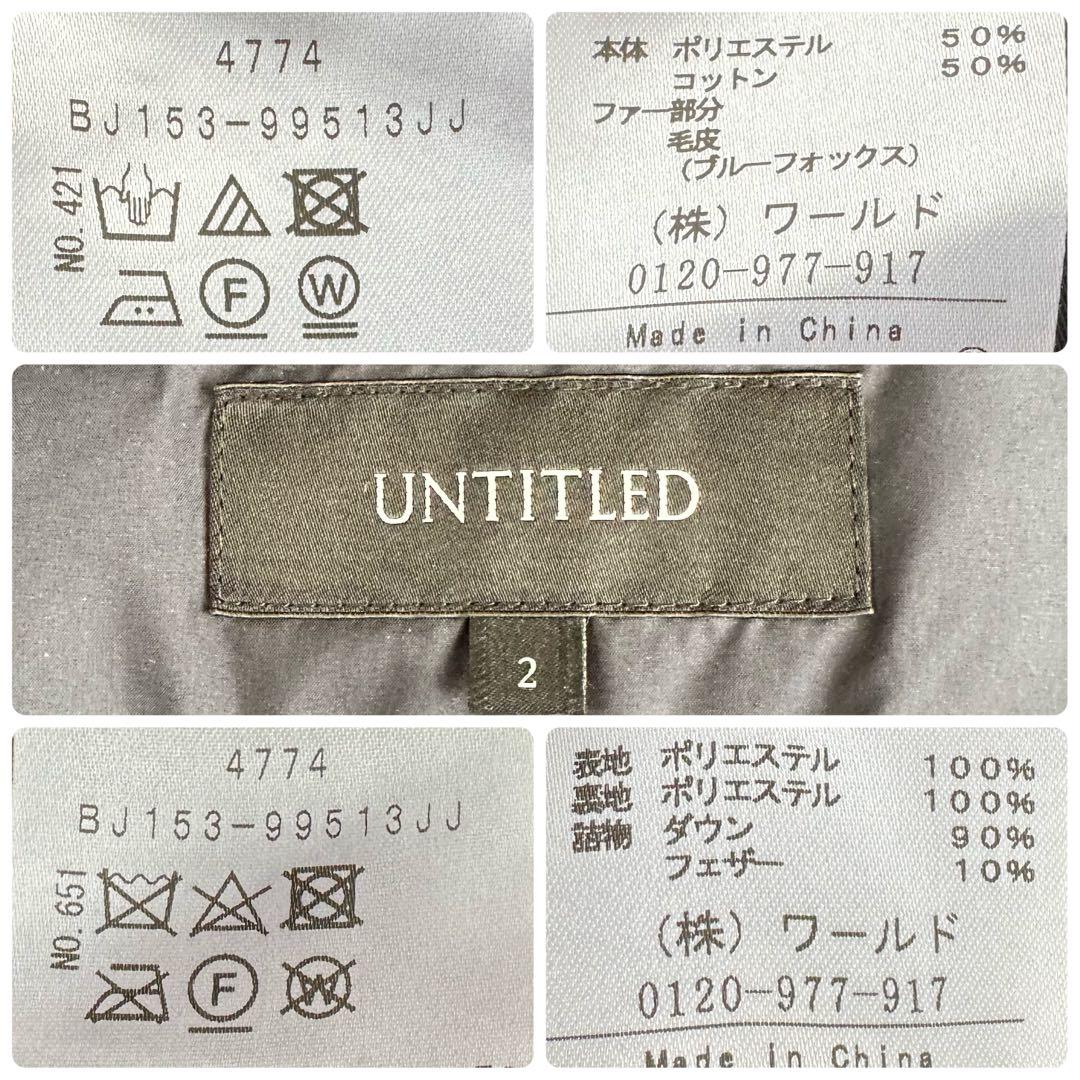 4774
BJ153-99513JJ
NO.421
F
W
本体 ポリエステル 50%
コットン 50%
ファー部分
毛皮
(ブルーフォックス)
(株) ワールド
0120-977-917
Made in China
UNTITLED
2
4774
BJ153-99513JJ
NO.651
F
W
表地 ポリエステル 100%
裏地 ポリエステル 100%
詰物 ダウン 90%
フェザー 10%
(株) ワールド
0120-977-917
Made in China